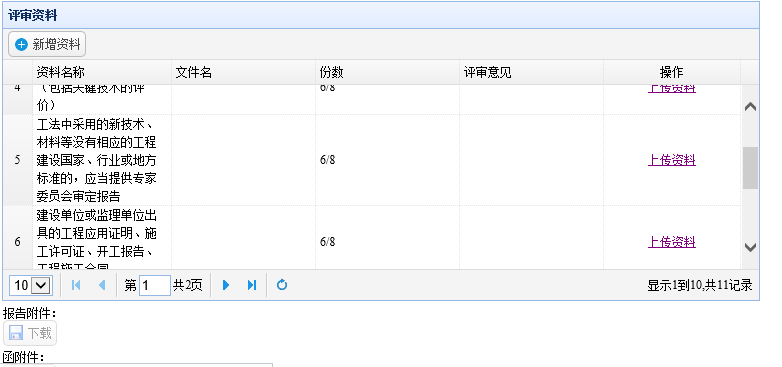 评审资料
新增资料
资料名称 文件名 份数 评审意见 操作
4 （包括关键技术的评 6/8 上传资料
价）
工法中采用的新技术、
材料等没有相应的工程
5 建设国家、行业或地方 6/8 上传资料
标准的，应当提供专家
委员会审定报告
建设单位或监理单位出
具的工程应用证明、施
6 工许可证、开工报告、 6/8 上传资料
工程施工合同
10 第 1 共2页 显示1到10,共11记录
报告附件：
下载
函附件：